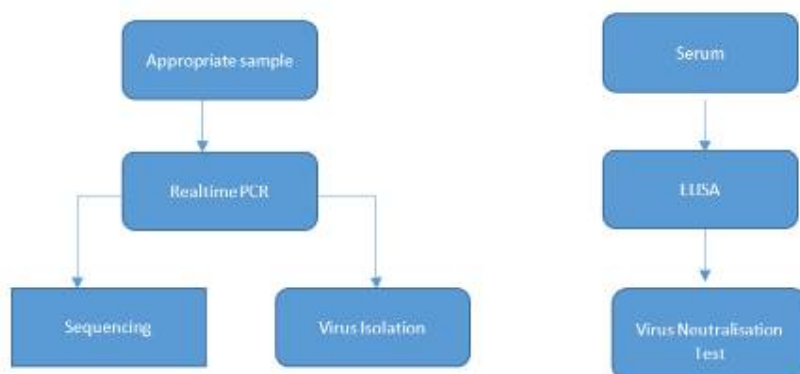 Appropriate sample
Serum
Realtime PCR
ELISA
Sequencing
Virus Isolation
Virus Neutralisation
Test